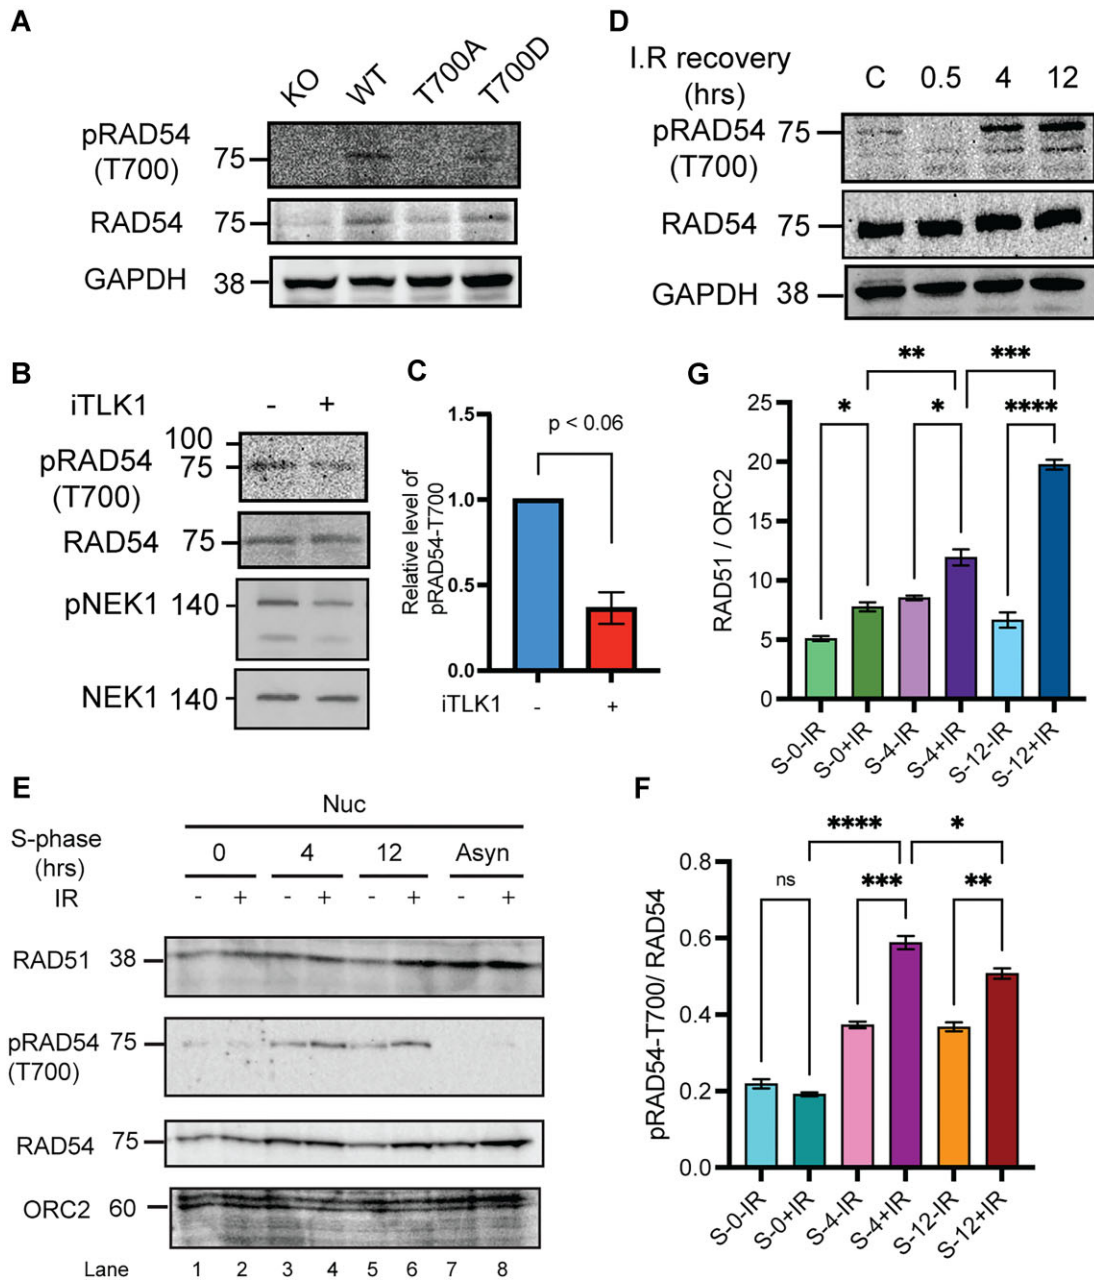 A
KO WT T700A T700D
pRAD54
(T700) 75
RAD54 75
GAPDH 38
D
I.R recovery
(hrs) C 0.5 4 12
pRAD54
(T700) 75
RAD54 75
GAPDH 38
B
iTLK1 - +
100
pRAD54
(T700) 75
RAD54 75
pNEK1 140
NEK1 140
C
Relative level of
pRAD54-T700
1.5
1.0
0.5
0.0
p < 0.06
iTLK1 - +
G
RAD51 / ORC2
25
20
15
10
5
0
** ***
* * ****
S-0-IR S-0+IR S-4-IR S-4+IR S-12-IR S-12+IR
E
Nuc
S-phase
(hrs) 0 4 12 Asyn
IR - + - + - + - +
RAD51 38
pRAD54
(T700) 75
RAD54 75
ORC2 60
Lane 1 2 3 4 5 6 7 8
F
pRAD54-T700/ RAD54
0.8
0.6
0.4
0.2
0.0
**** *
ns *** **
S-0-IR S-0+IR S-4-IR S-4+IR S-12-IR S-12+IR